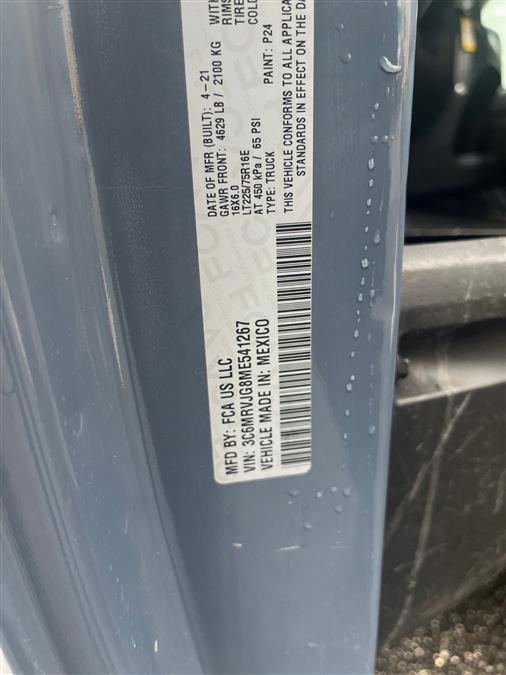 MFD BY: FCA US LLC
DATE OF MFR (BUILT): 4-21
GAWR FRONT: 4629 LB / 2100 KG WITH
16X6.0 RIMS
LT225/75R16E TIRE
AT 450 kPa / 65 PSI COLD
TYPE: TRUCK PAINT: P24
THIS VEHICLE CONFORMS TO ALL APPLICA
STANDARDS IN EFFECT ON THE DA
VIN: 3C6MRVJG8ME541267
VEHICLE MADE IN: MEXICO